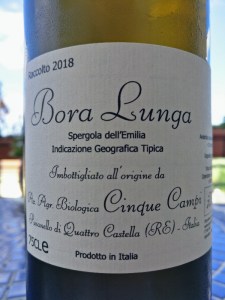 Raccolto 2018
Bora Lunga
Spergola dell'Emilia
Indicazione Geografica Tipica
Imbottigliato all'origine da
Az. Agr. Biologica Cinque Campi
Puianello di Quattro Castella (RE) - Italia
75CL.e
Prodotto in Italia